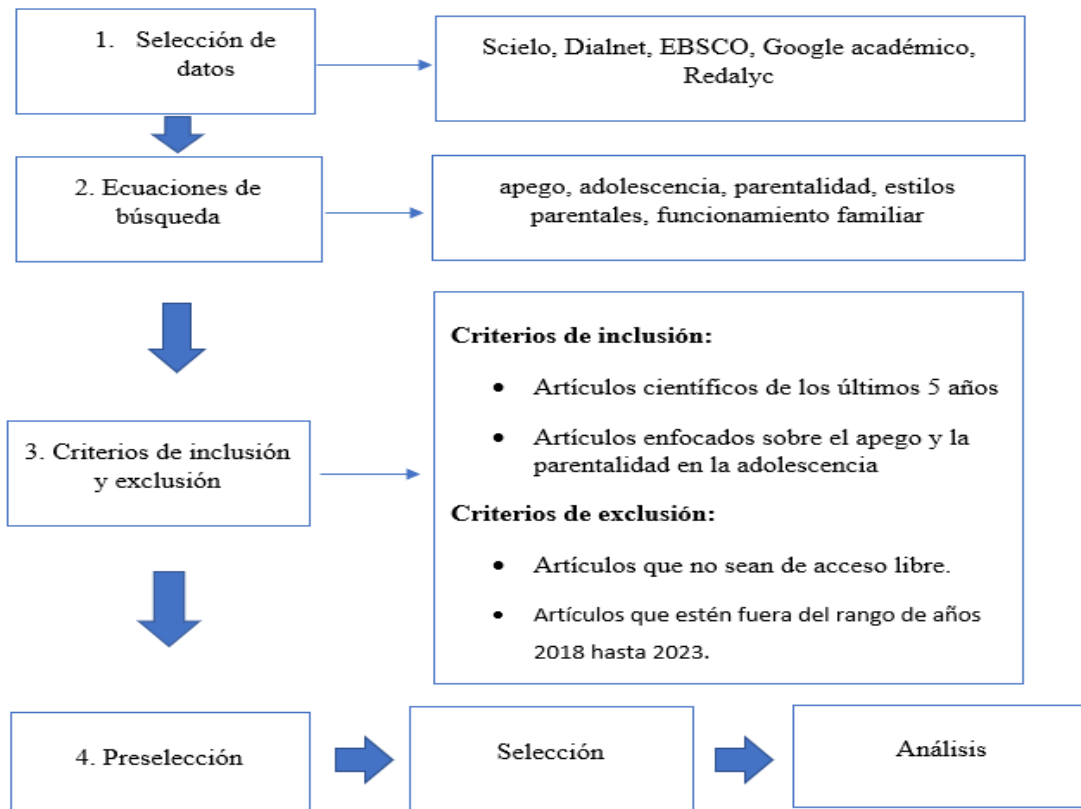 1. Selección de
datos
Scielo, Dialnet, EBSCO, Google académico,
Redalyc
2. Ecuaciones de
búsqueda
apego, adolescencia, parentalidad, estilos
parentales, funcionamiento familiar
3. Criterios de inclusión
y exclusión
Criterios de inclusión:
• Artículos científicos de los últimos 5 años
• Artículos enfocados sobre el apego y la
parentalidad en la adolescencia
Criterios de exclusión:
• Artículos que no sean de acceso libre.
• Artículos que estén fuera del rango de años
2018 hasta 2023.
4. Preselección
Selección
Análisis